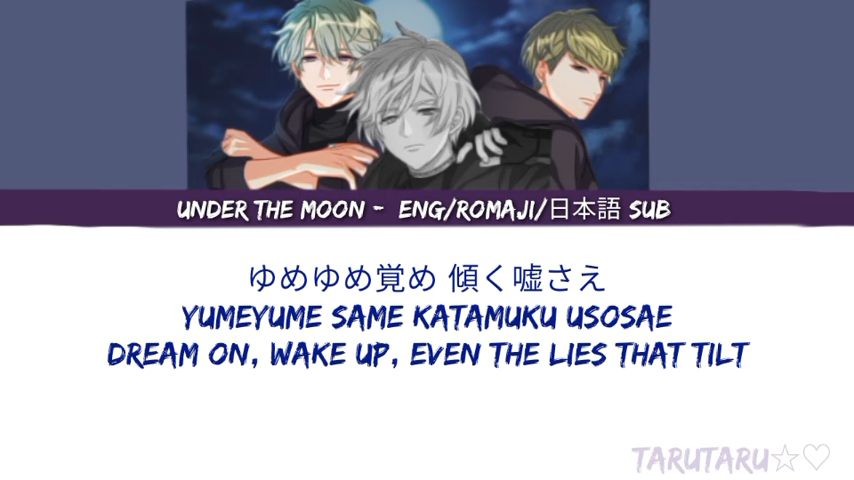 UNDER THE MOON - ENG/ROMAJI/日本語 SUB
ゆめゆめ覚め 傾く嘘さえ
YUMEYUME SAME KATAMUKU USOSAE
DREAM ON, WAKE UP, EVEN THE LIES THAT TILT
TARUTARU☆♡